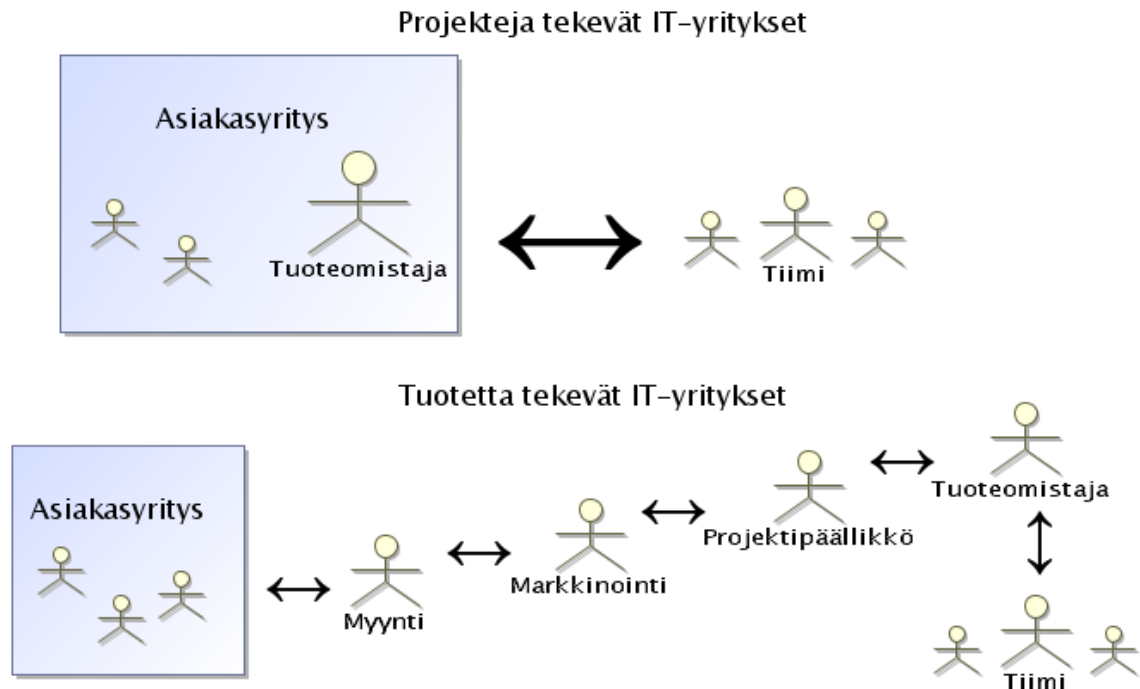 Projekteja tekevät IT-yritykset
Asiakasyritys
Tuoteomistaja
Tiimi
Tuotetta tekevät IT-yritykset
Asiakasyritys
Myynti
Markkinointi
Projektipäällikkö
Tuoteomistaja
Tiimi